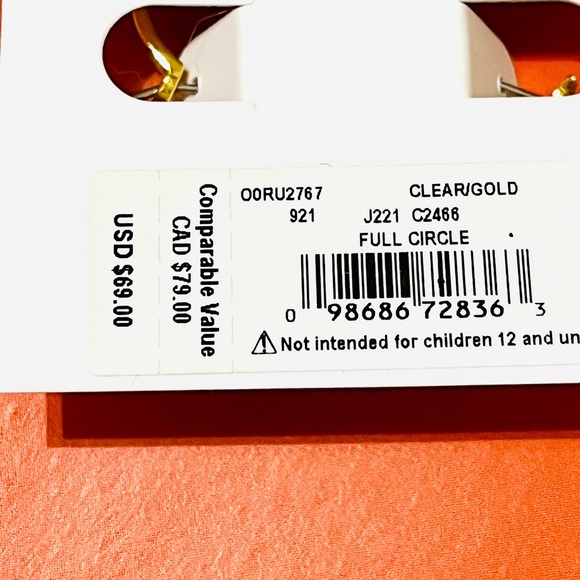 USD $69.00
Comparable Value
CAD $79.00
O0RU2767 CLEAR/GOLD
921 J221 C2466
FULL CIRCLE
0 98686 72836 3
Not intended for children 12 and un